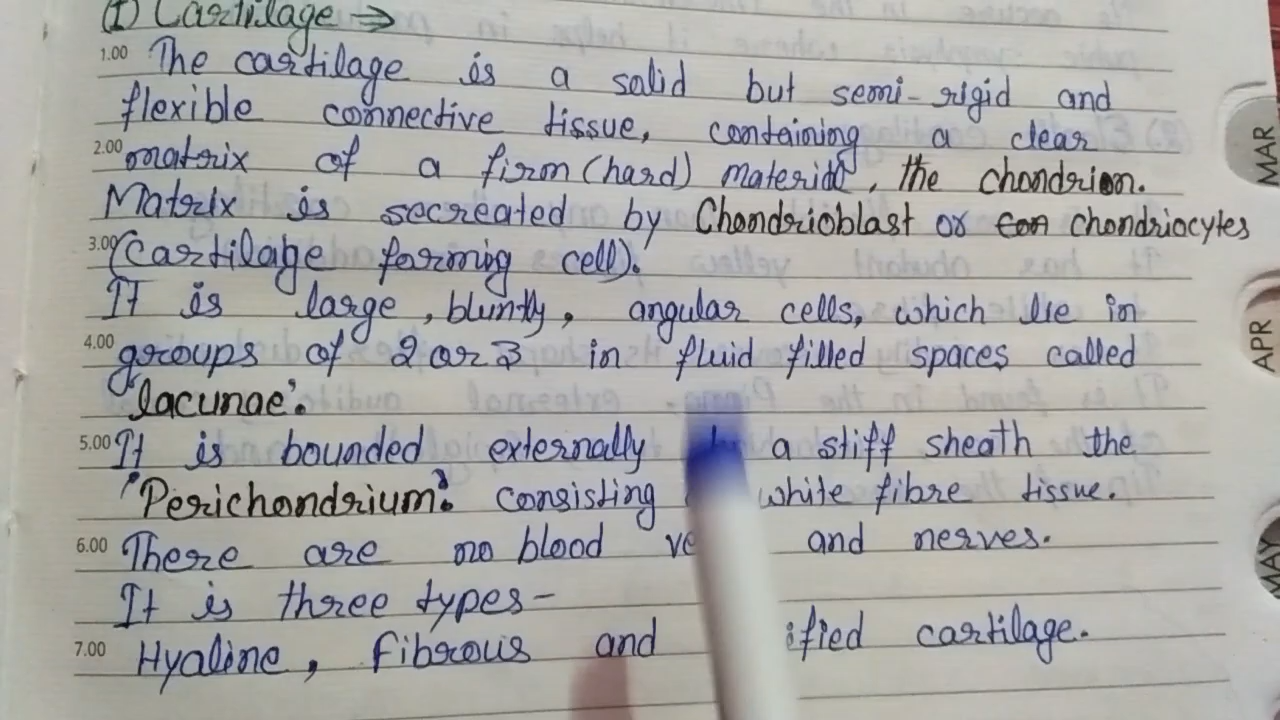 (I) Cartilage →
1.00 The cartilage is a solid but semi-rigid and
flexible connective tissue, containing a clear
2.00 matrix of a firm (hard) material, the chondrion.
Matrix is secreated by Chondrioblast or chondriocytes
3.00 (Cartilage formig cell).
It is large, bluntly, angular cells, which lie in
4.00 groups of 2 or 3 in fluid filled spaces called
"lacunae".
5.00 It is bounded externally a stiff sheath the
"Perichondrium". consisting white fibre tissue.
6.00 There are no blood ve and nerves.
It is three types-
7.00 Hyaline, Fibrous and ified cartilage.
MAR
APR
MAY